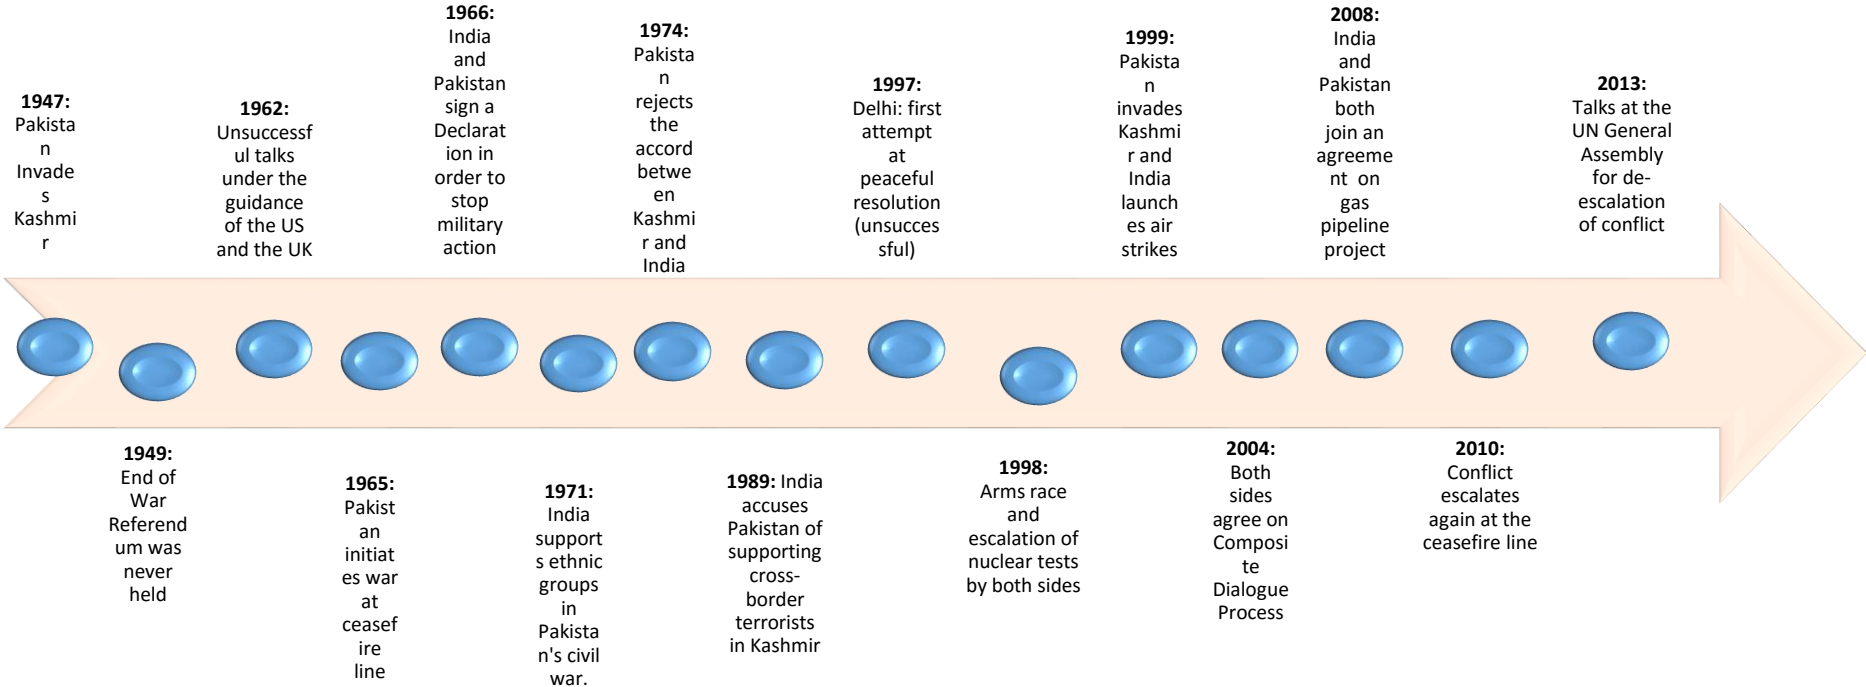 1947:
Pakista
n
Invade
s
Kashmi
r
1949:
End of
War
Referend
um was
never
held
1962:
Unsuccessf
ul talks
under the
guidance
of the US
and the UK
1965:
Pakist
an
initiat
es war
at
ceasef
ire
line
1966:
India
and
Pakistan
sign a
Declarat
ion in
order to
stop
military
action
1971:
India
support
s ethnic
groups
in
Pakista
n's civil
war.
1974:
Pakista
n
rejects
the
accord
betwe
en
Kashmi
r and
India
1989: India
accuses
Pakistan of
supporting
cross-
border
terrorists
in Kashmir
1997:
Delhi: first
attempt
at
peaceful
resolution
(unsucces
sful)
1998:
Arms race
and
escalation of
nuclear tests
by both sides
1999:
Pakista
n
invades
Kashmi
r and
India
launch
es air
strikes
2004:
Both
sides
agree on
Composi
te
Dialogue
Process
2008:
India
and
Pakistan
both
join an
agreeme
nt on
gas
pipeline
project
2010:
Conflict
escalates
again at the
ceasefire line
2013:
Talks at the
UN General
Assembly
for de-
escalation
of conflict